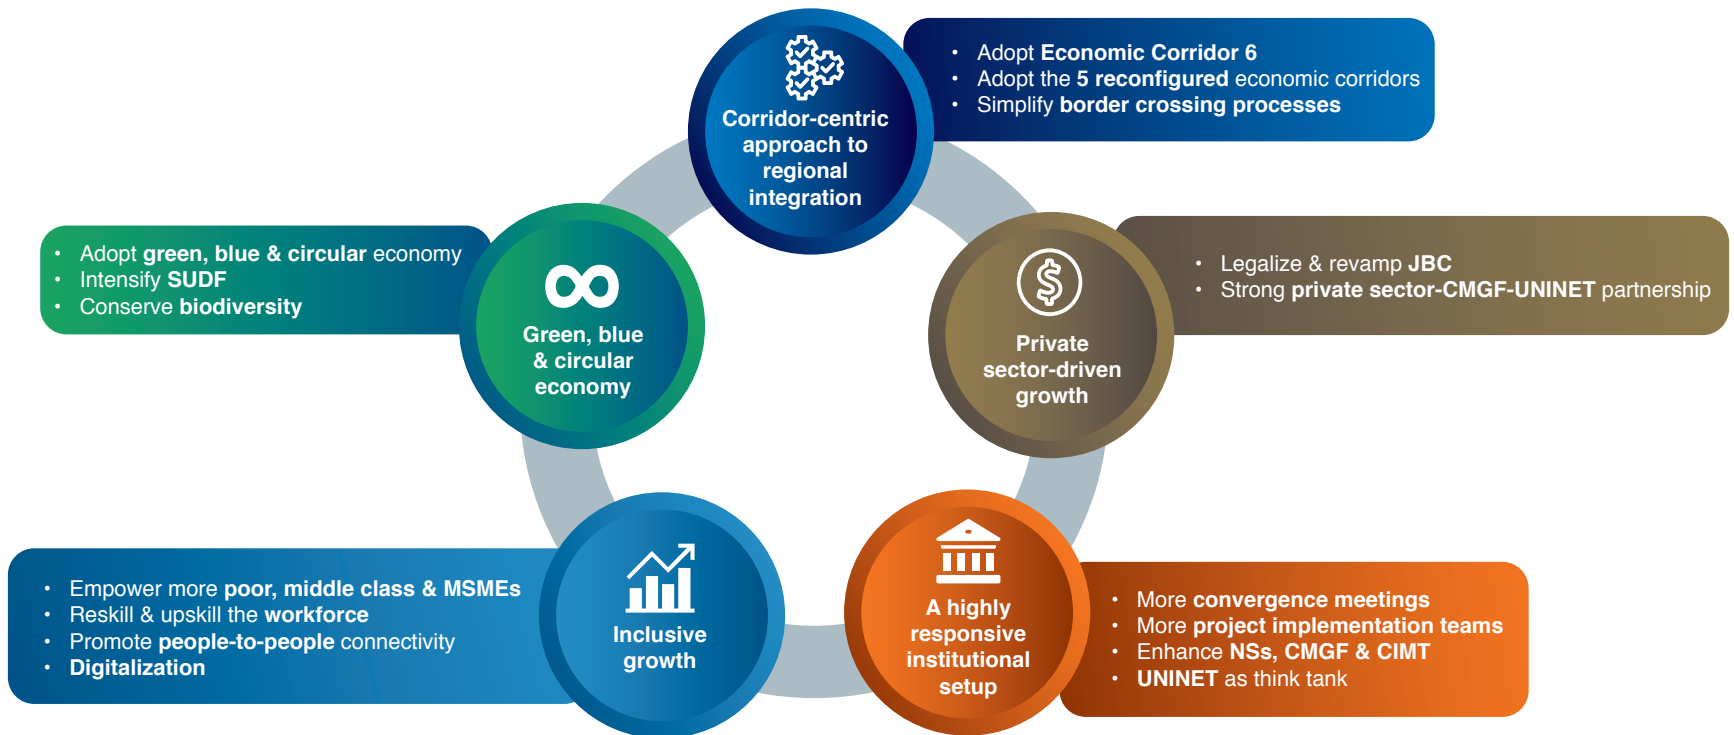 Corridor-centric
approach to
regional
integration
• Adopt Economic Corridor 6
• Adopt the 5 reconfigured economic corridors
• Simplify border crossing processes
Private
sector-driven
growth
• Legalize & revamp JBC
• Strong private sector-CMGF-UNINET partnership
A highly
responsive
institutional
setup
• More convergence meetings
• More project implementation teams
• Enhance NSs, CMGF & CIMT
• UNINET as think tank
Inclusive
growth
• Empower more poor, middle class & MSMEs
• Reskill & upskill the workforce
• Promote people-to-people connectivity
• Digitalization
Green, blue
& circular
economy
• Adopt green, blue & circular economy
• Intensify SUDF
• Conserve biodiversity